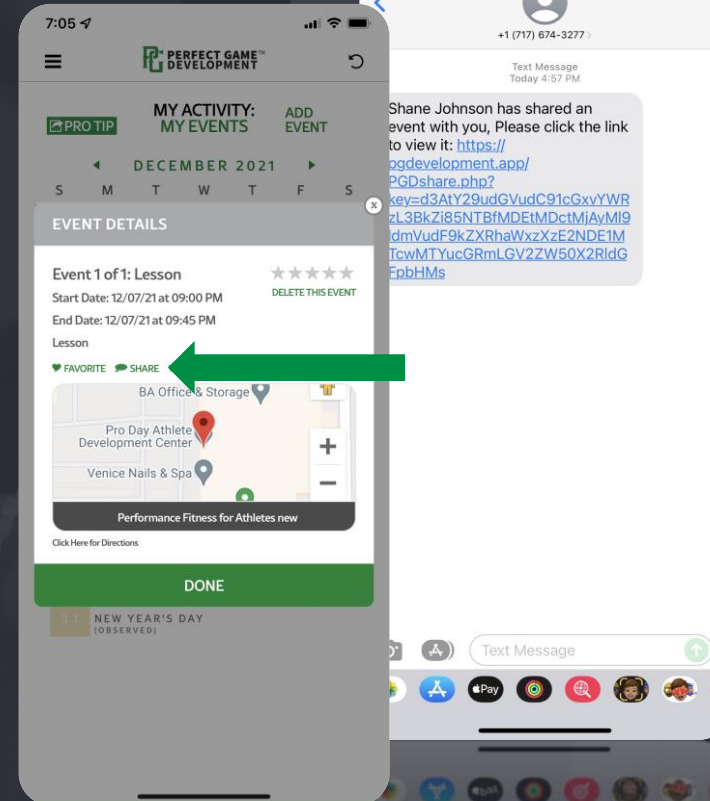 7:05
PERFECT GAME™
DEVELOPMENT
PRO TIP
MY ACTIVITY:
MY EVENTS
ADD
EVENT
DECEMBER 2021
S M T W T F S
x
EVENT DETAILS
Event 1 of 1: Lesson
Start Date: 12/07/21 at 09:00 PM
DELETE THIS EVENT
End Date: 12/07/21 at 09:45 PM
Lesson
FAVORITE SHARE
BA Office & Storage
Pro Day Athlete
Development Center
Venice Nails & Spa
+
−
Performance Fitness for Athletes new
Click Here for Directions
DONE
31 NEW YEAR'S DAY
(OBSERVED)
+1 (717) 674-3277
Text Message
Today 4:57 PM
Shane Johnson has shared an
event with you, Please click the link
to view it: https://
pgdevelopment.app/
PGDshare.php?
key=d3AtY29udGVudC91cGxvYWR
zL3BkZi85NTBfMDEtMDctMjAyMl9
ldmVudF9kZXRhaWxzXzE2NDE1M
TcwMTYucGRmLGV2ZW50X2RldG
FpbHMs
Text Message
Pay